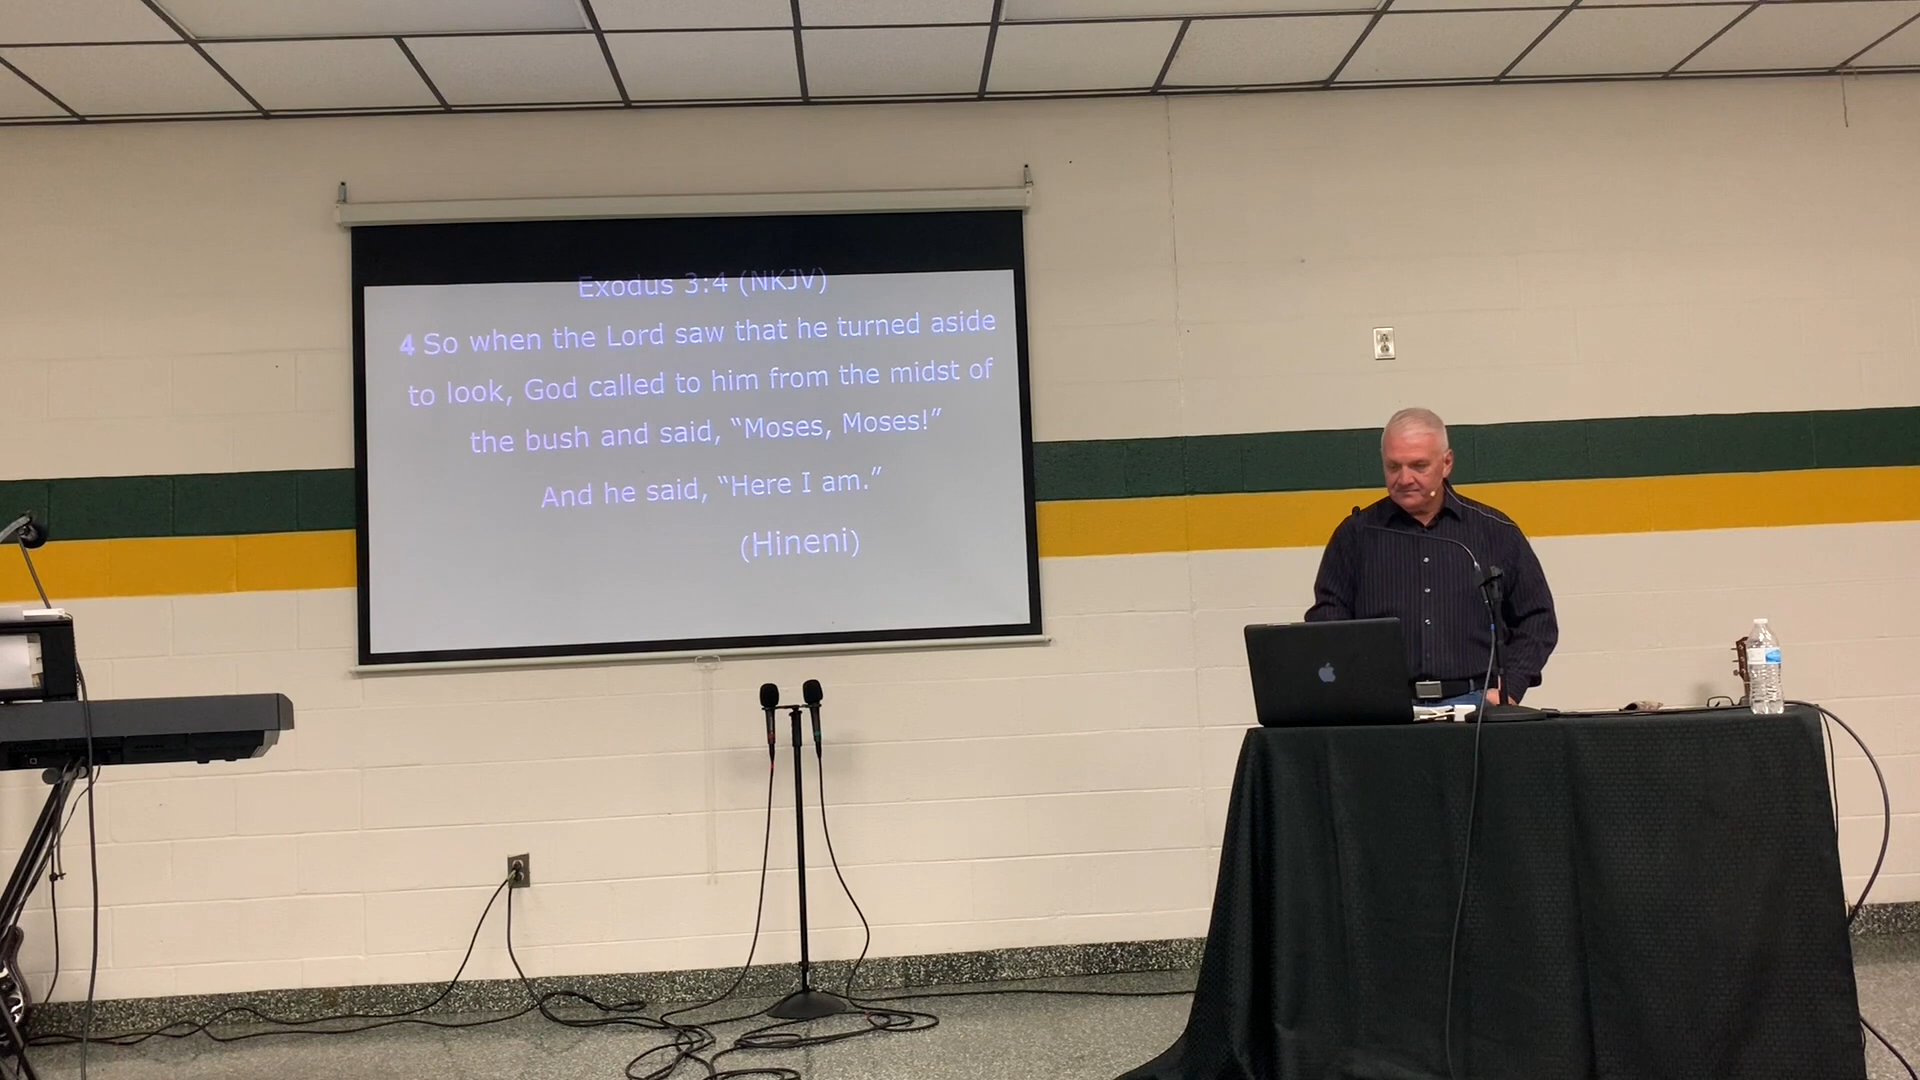 Exodus 3:4 (NKJV)
4 So when the Lord saw that he turned aside
to look, God called to him from the midst of
the bush and said, “Moses, Moses!”
And he said, “Here I am.”
(Hineni)